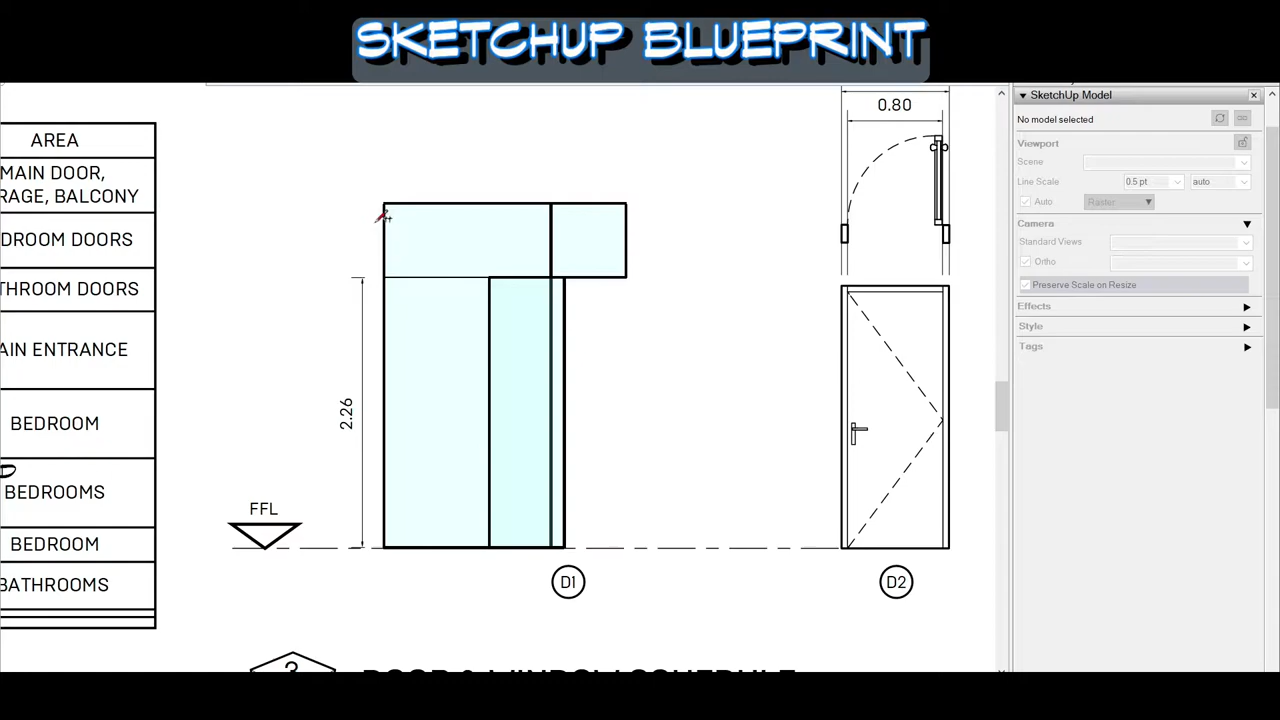 SKETCHUP BLUEPRINT
AREA
MAIN DOOR,
RAGE, BALCONY
DROOM DOORS
THROOM DOORS
AIN ENTRANCE
BEDROOM
BEDROOMS
BEDROOM
BATHROOMS
2.26
FFL
D1
0.80
D2
3
SketchUp Model
No model selected
Viewport
Scene
Line Scale
0.5 pt
auto
Auto
Raster
Camera
Standard Views
Ortho
Preserve Scale on Resize
Effects
Style
Tags